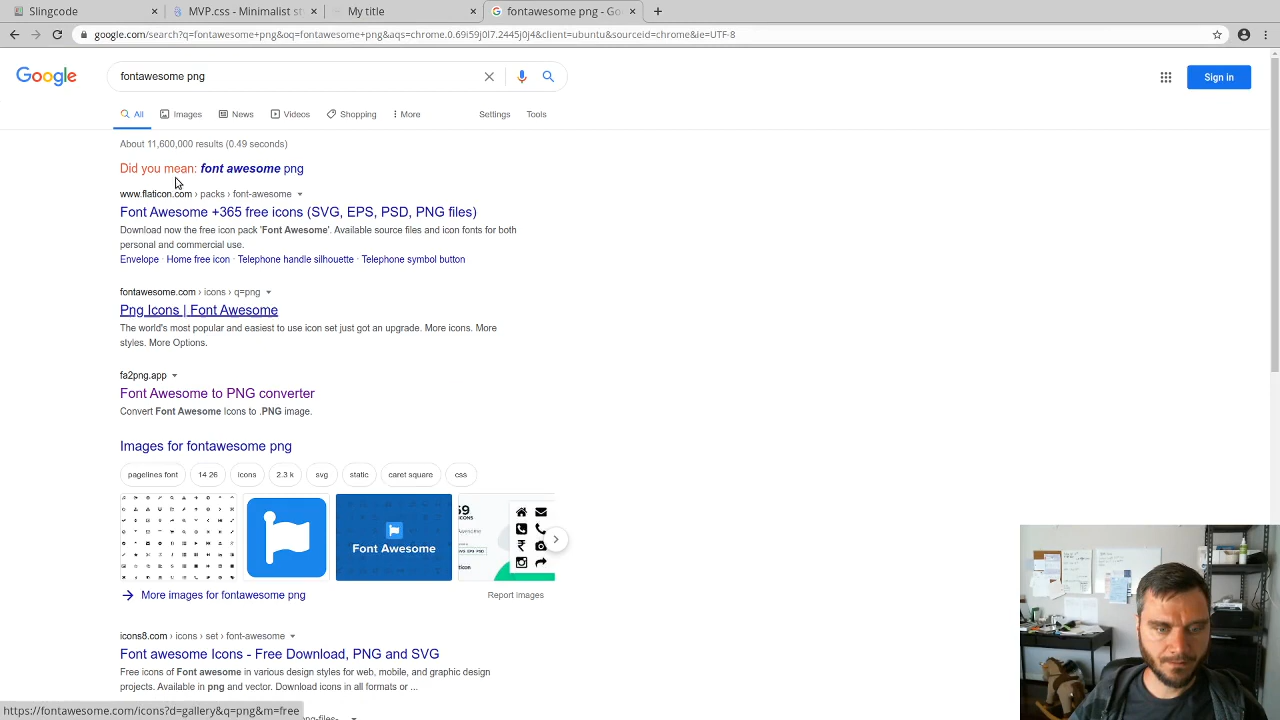 Slingcode
MVP.css - Minimalist st
My title
fontawesome png - Go
google.com/search?q=fontawesome+png&oq=fontawesome+png&aqs=chrome.0.69i59j0l7.2445j0j4&client=ubuntu&sourceid=chrome&ie=UTF-8
Google
fontawesome png
Sign in
All Images News Videos Shopping More Settings Tools
About 11,600,000 results (0.49 seconds)
Did you mean: font awesome png
www.flaticon.com › packs › font-awesome
Font Awesome +365 free icons (SVG, EPS, PSD, PNG files)
Download now the free icon pack 'Font Awesome'. Available source files and icon fonts for both
personal and commercial use.
Envelope · Home free icon · Telephone handle silhouette · Telephone symbol button
fontawesome.com › icons › q=png
Png Icons | Font Awesome
The world's most popular and easiest to use icon set just got an upgrade. More icons. More
styles. More Options.
fa2png.app
Font Awesome to PNG converter
Convert Font Awesome Icons to .PNG image.
Images for fontawesome png
pagelines font 14 26 icons 2.3 k svg static caret square css
59
ICONS
Font Awesome
More images for fontawesome png
Report images
icons8.com › icons › set › font-awesome
Font awesome Icons - Free Download, PNG and SVG
Free icons of Font awesome in various design styles for web, mobile, and graphic design
projects. Available in png and vector. Download icons in all formats or ...
https://fontawesome.com/icons?d=gallery&q=png&m=free